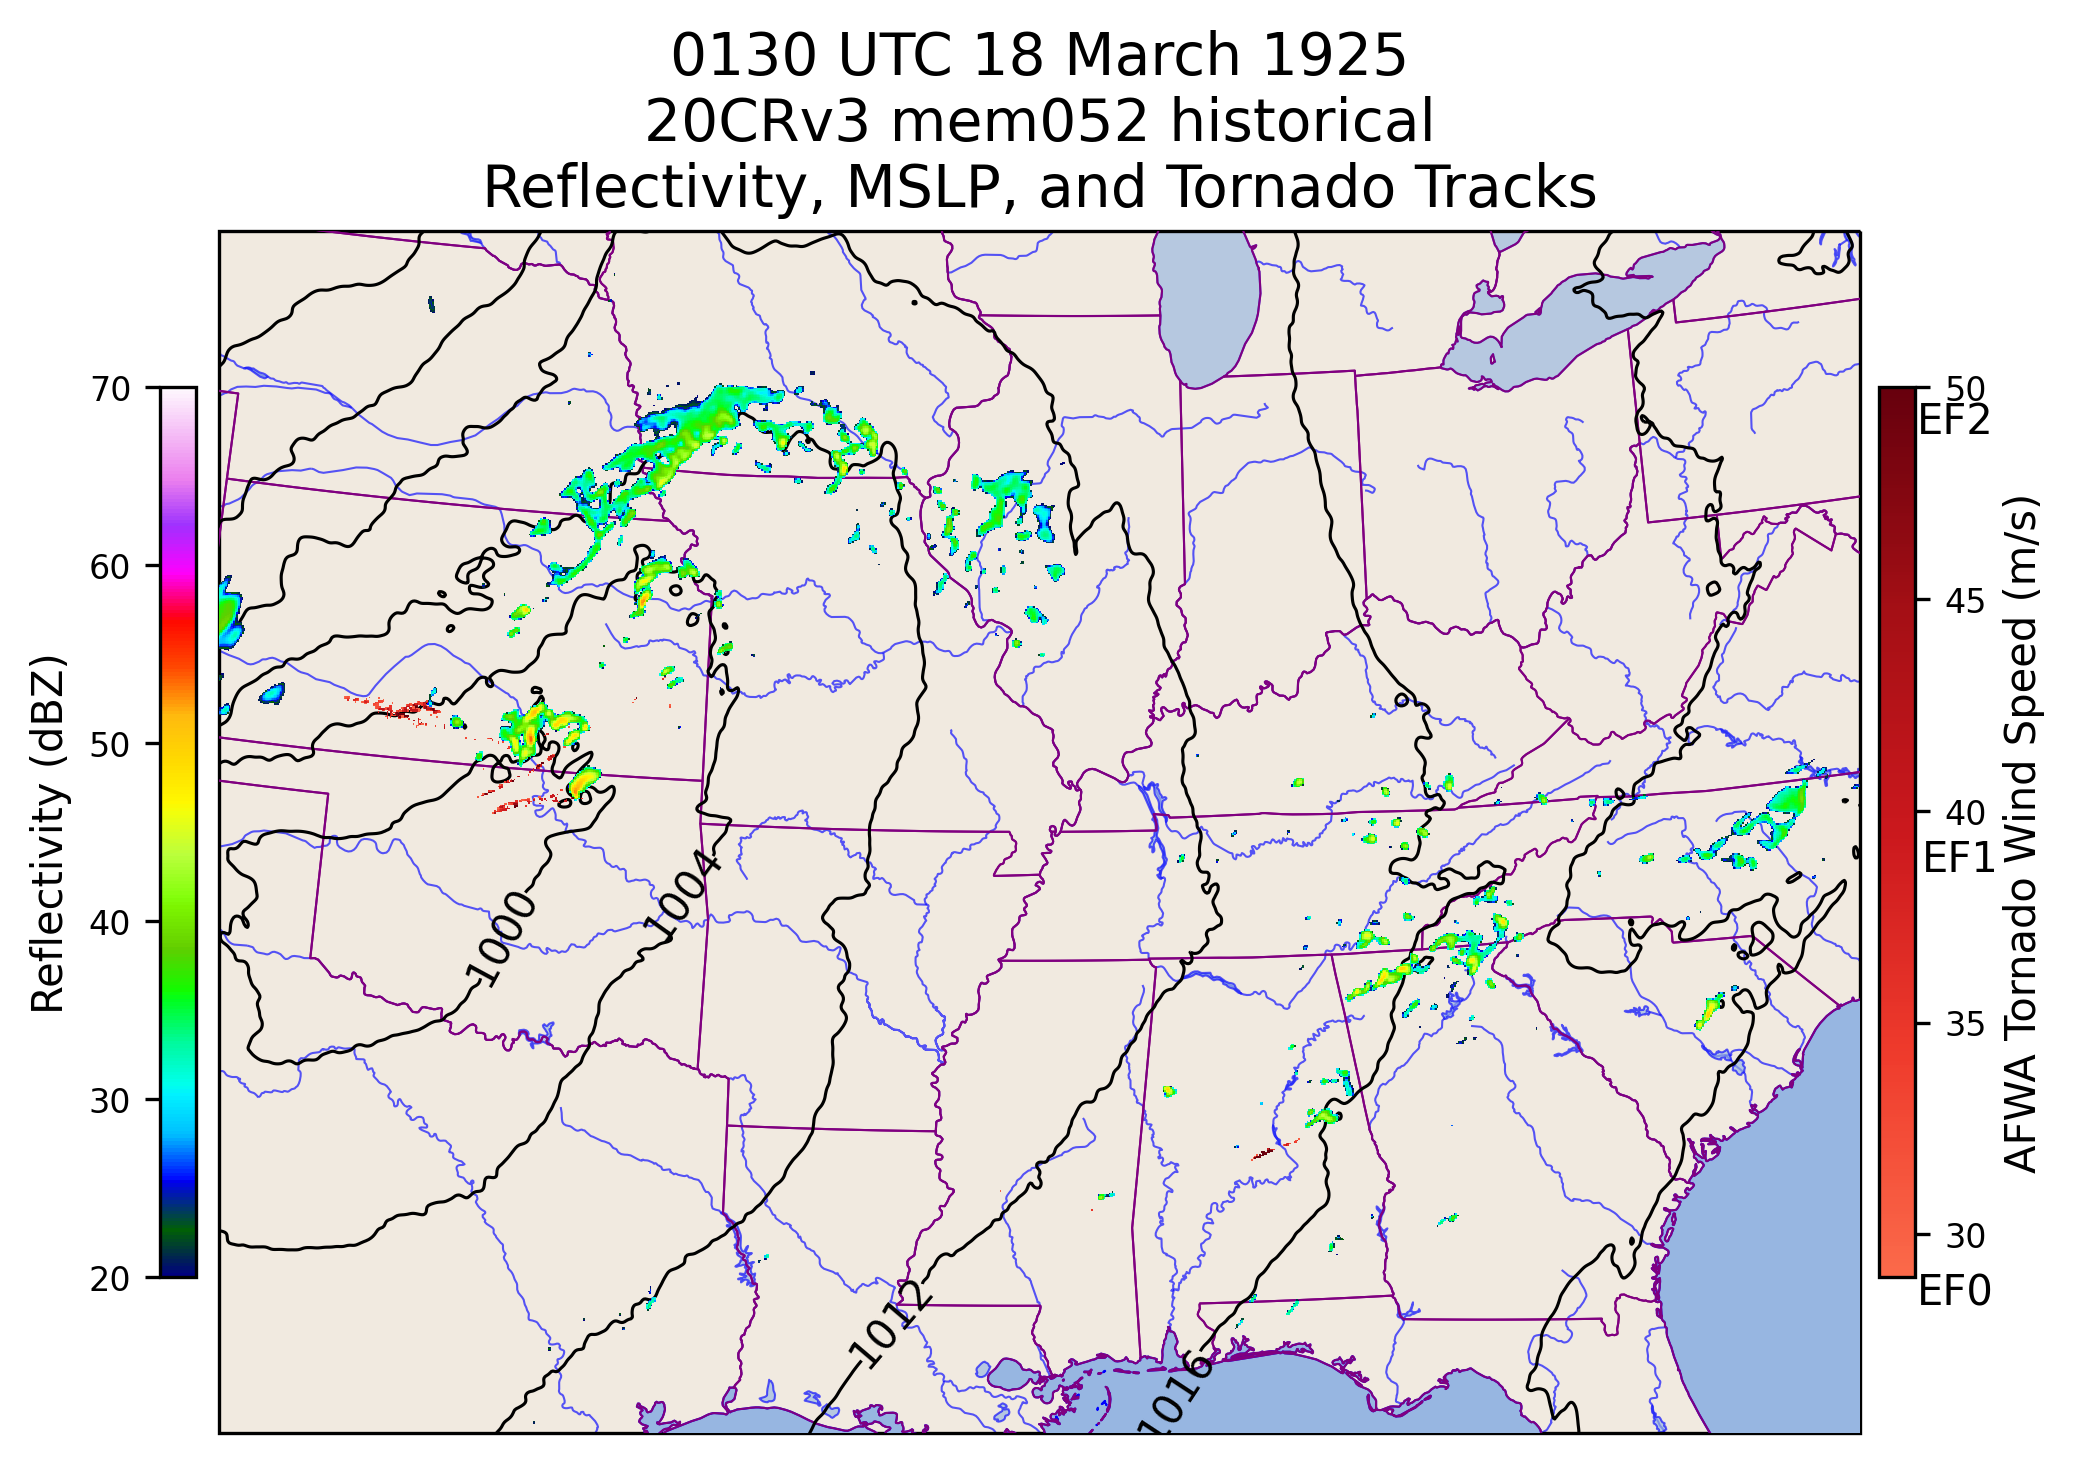 0130 UTC 18 March 1925
20CRv3 mem052 historical
Reflectivity, MSLP, and Tornado Tracks
70
60
50
40
30
20
Reflectivity (dBZ)
1000
1004
1012
1016
50
EF2
45
40
EF1
35
30
EF0
AFWA Tornado Wind Speed (m/s)